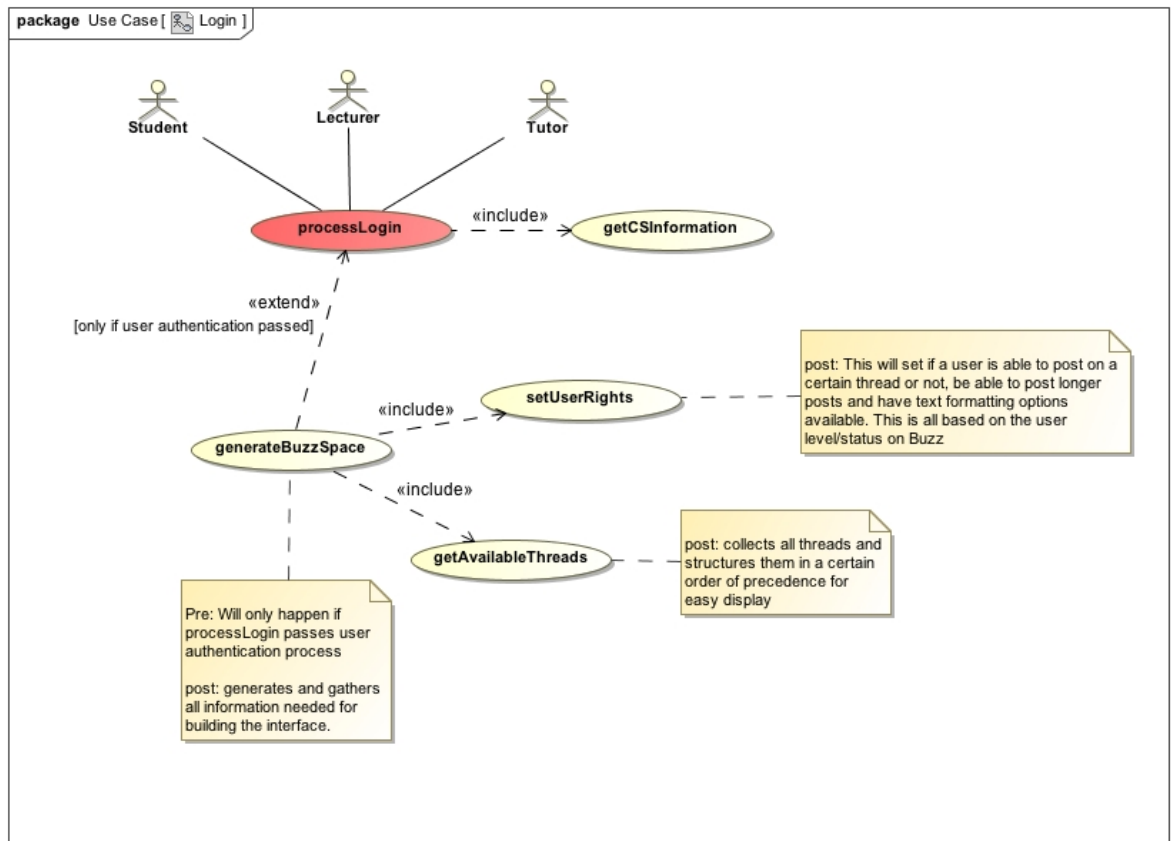 package Use Case [ Login ]
Student
Lecturer
Tutor
processLogin
«include»
getCSInformation
«extend»
[only if user authentication passed]
generateBuzzSpace
«include»
setUserRights
post: This will set if a user is able to post on a
certain thread or not, be able to post longer
posts and have text formatting options
available. This is all based on the user
level/status on Buzz
«include»
getAvailableThreads
post: collects all threads and
structures them in a certain
order of precedence for
easy display
Pre: Will only happen if
processLogin passes user
authentication process
post: generates and gathers
all information needed for
building the interface.